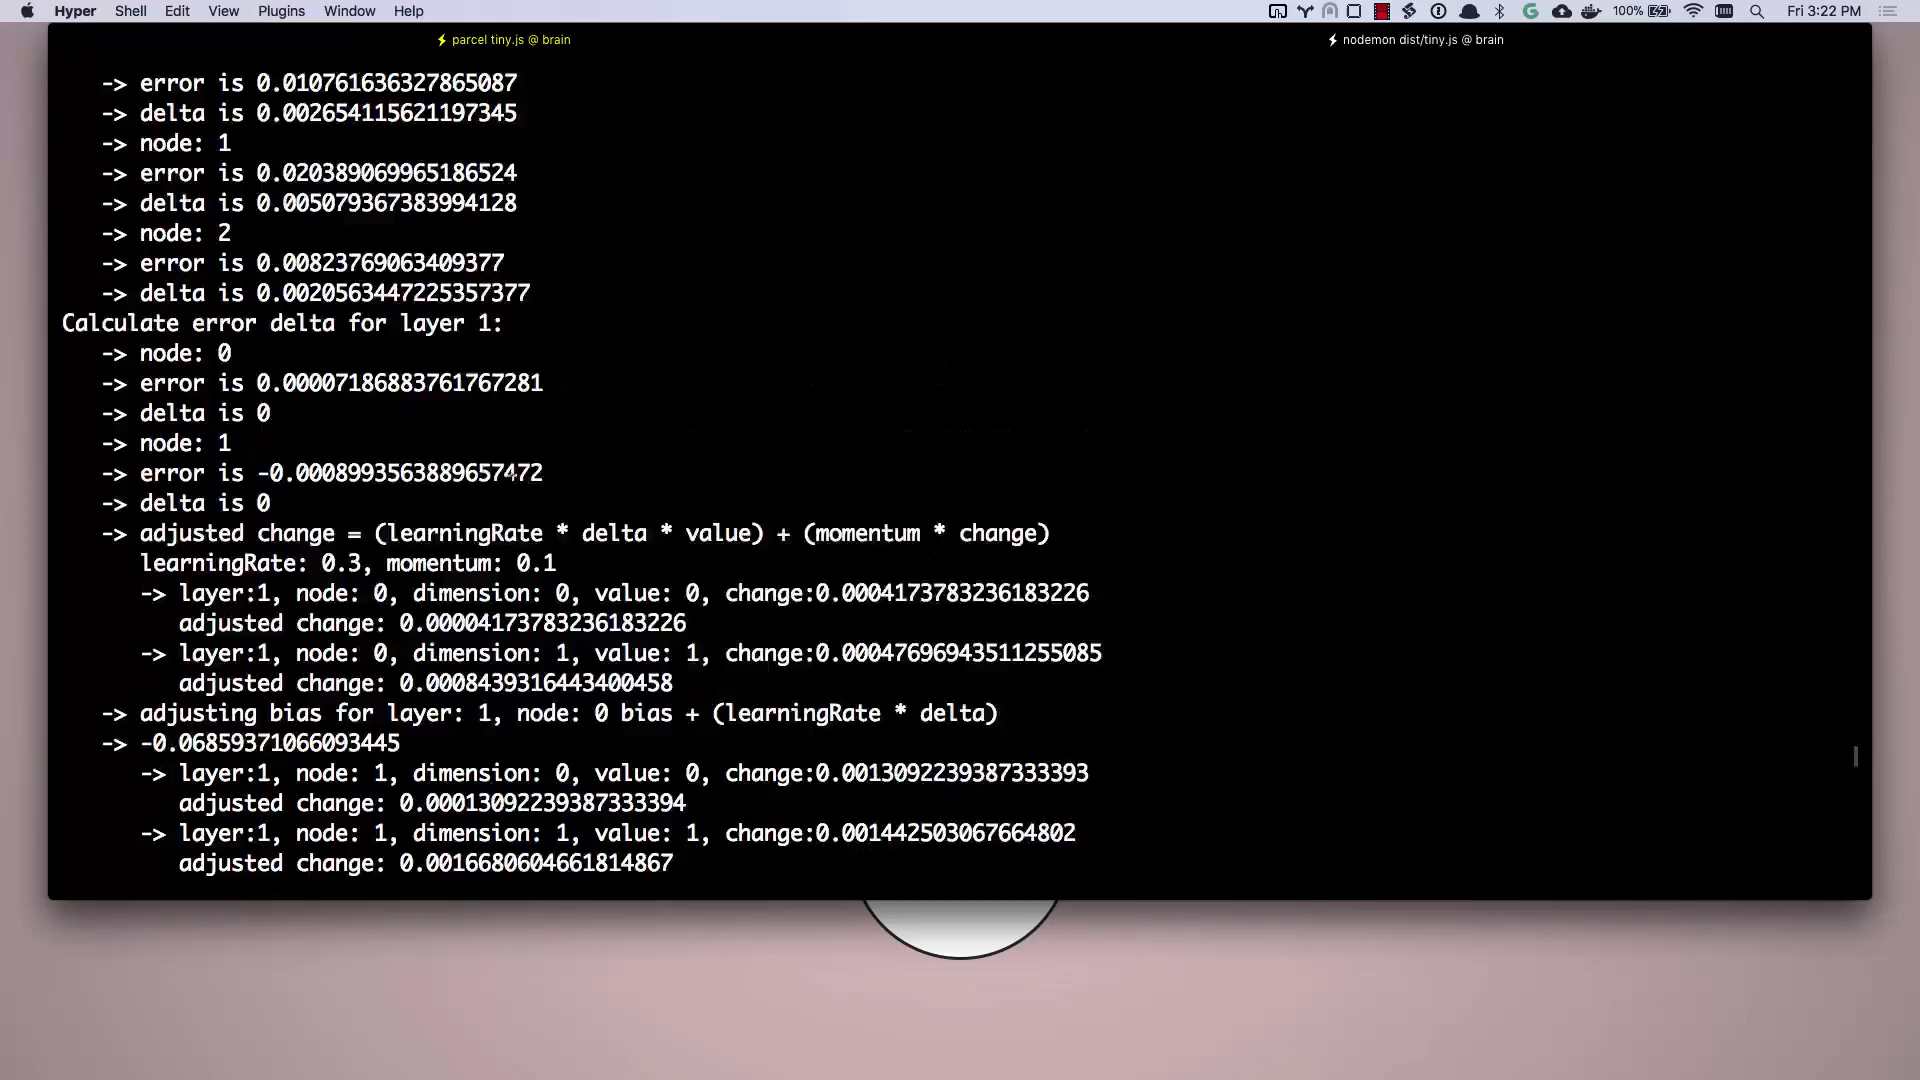 Hyper Shell Edit View Plugins Window Help 100% Fri 3:22 PM
parcel tiny.js @ brain nodemon dist/tiny.js @ brain
-> error is 0.010761636327865087
-> delta is 0.002654115621197345
-> node: 1
-> error is 0.020389069965186524
-> delta is 0.005079367383994128
-> node: 2
-> error is 0.00823769063409377
-> delta is 0.0020563447225357377
Calculate error delta for layer 1:
-> node: 0
-> error is 0.00007186883761767281
-> delta is 0
-> node: 1
-> error is -0.0008993563889657472
-> delta is 0
-> adjusted change = (learningRate * delta * value) + (momentum * change)
learningRate: 0.3, momentum: 0.1
-> layer:1, node: 0, dimension: 0, value: 0, change:0.0004173783236183226
adjusted change: 0.00004173783236183226
-> layer:1, node: 0, dimension: 1, value: 1, change:0.00047696943511255085
adjusted change: 0.0008439316443400458
-> adjusting bias for layer: 1, node: 0 bias + (learningRate * delta)
-> -0.06859371066093445
-> layer:1, node: 1, dimension: 0, value: 0, change:0.0013092239387333393
adjusted change: 0.00013092239387333394
-> layer:1, node: 1, dimension: 1, value: 1, change:0.001442503067664802
adjusted change: 0.0016680604661814867